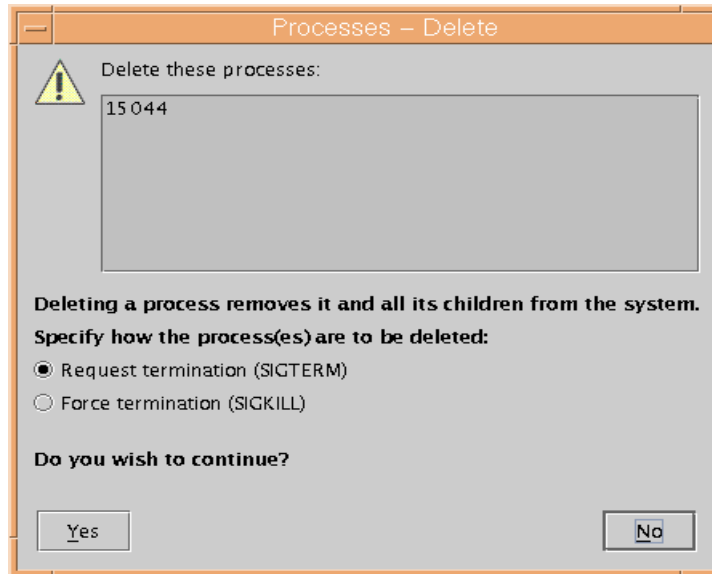 Processes – Delete
Delete these processes:
15044
Deleting a process removes it and all its children from the system.
Specify how the process(es) are to be deleted:
Request termination (SIGTERM)
Force termination (SIGKILL)
Do you wish to continue?
Yes
No